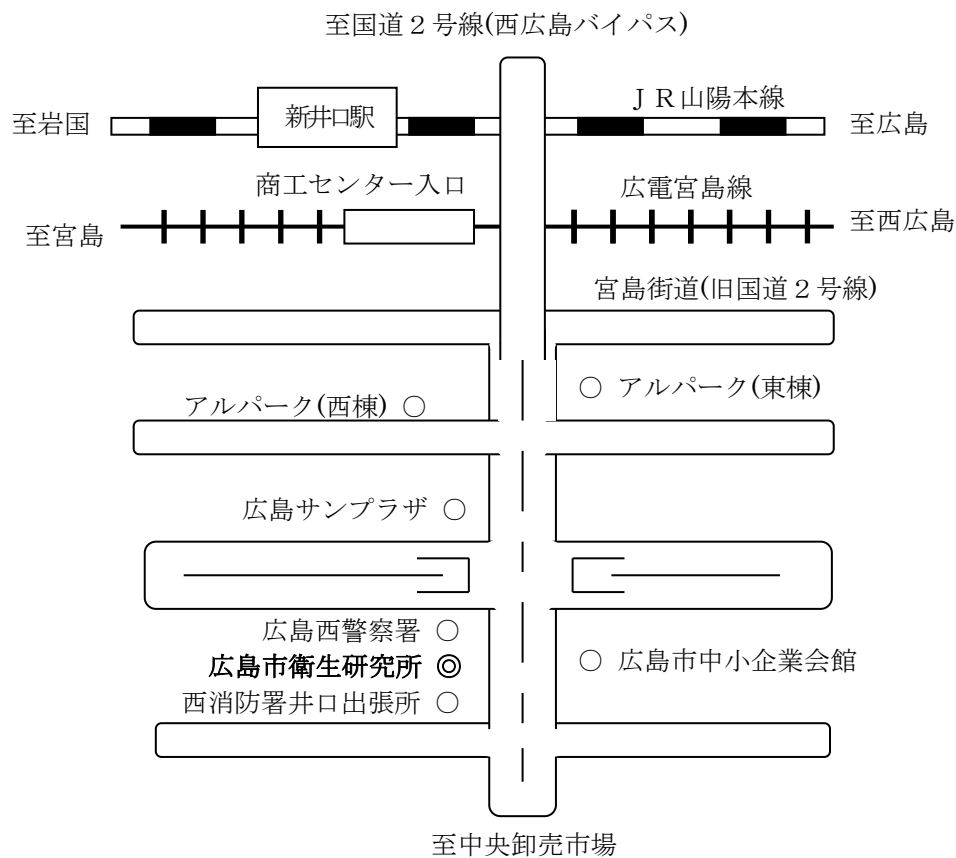 至国道２号線(西広島バイパス)
ＪＲ山陽本線
至岩国
新井口駅
至広島
商工センター入口
広電宮島線
至宮島
至西広島
宮島街道(旧国道２号線)
アルパーク(西棟) ○
○ アルパーク(東棟)
広島サンプラザ ○
広島西警察署 ○
広島市衛生研究所 ◎
○ 広島市中小企業会館
西消防署井口出張所 ○
至中央卸売市場